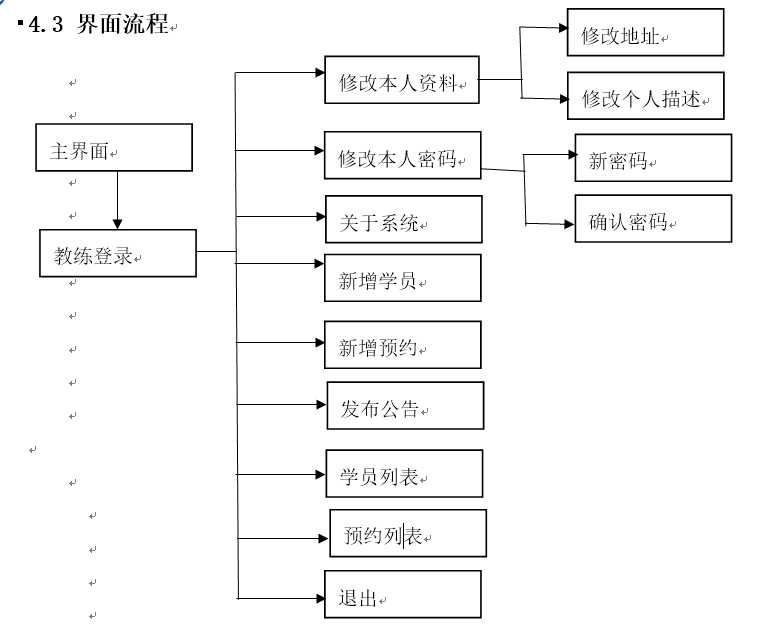 4.3 界面流程
修改地址
修改本人资料
修改个人描述
主界面
修改本人密码
新密码
确认密码
关于系统
教练登录
新增学员
新增预约
发布公告
学员列表
预约列表
退出